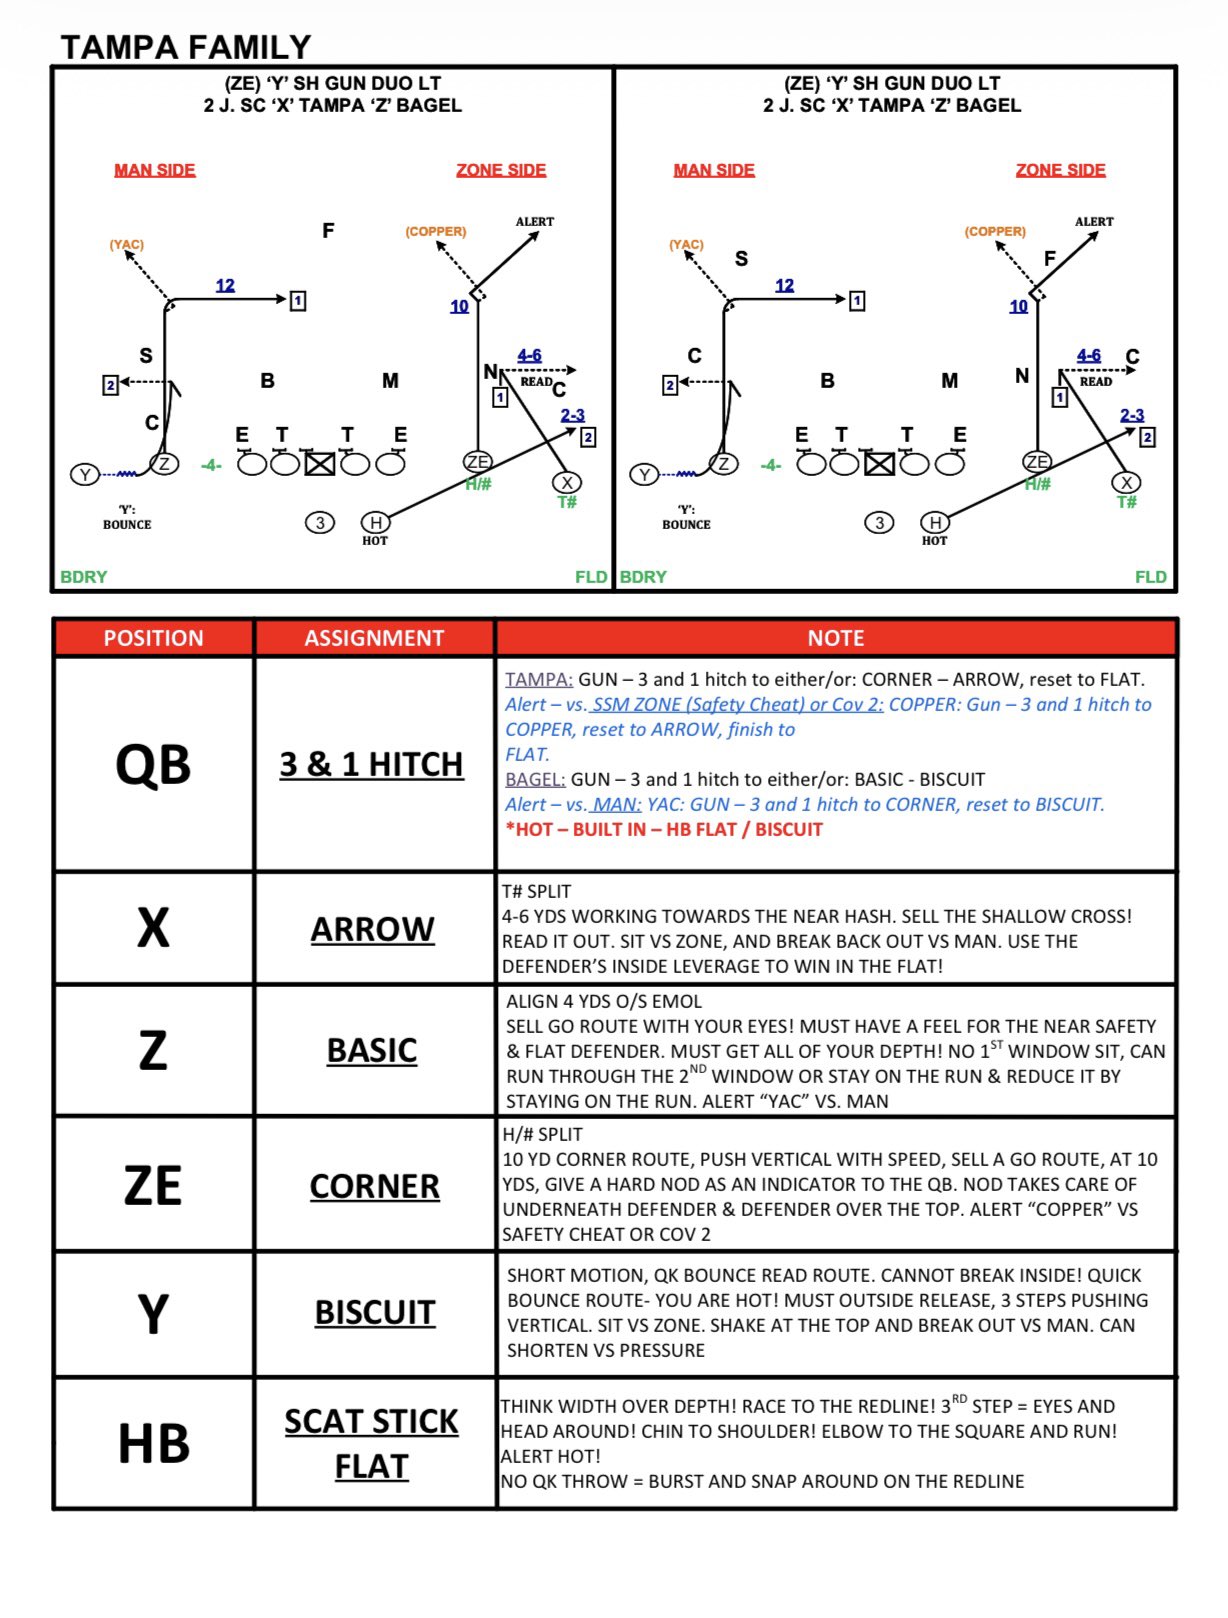 TAMPA FAMILY
(ZE) ‘Y’ SH GUN DUO LT
2 J. SC ‘X’ TAMPA ‘Z’ BAGEL
MAN SIDE
ZONE SIDE
F
(COPPER)
ALERT
(YAC)
12
1
10
S
N
4-6
READ
C
1
2
B
M
C
2-3
2
E
T
T
E
Y
Z
-4-
ZE
H/#
X
T#
‘Y’:
BOUNCE
3
H
HOT
BDRY
FLD
(ZE) ‘Y’ SH GUN DUO LT
2 J. SC ‘X’ TAMPA ‘Z’ BAGEL
MAN SIDE
ZONE SIDE
(COPPER)
ALERT
(YAC)
S
F
12
1
10
C
N
4-6
C
READ
1
2
B
M
2-3
2
E
T
T
E
Y
Z
-4-
ZE
H/#
X
T#
‘Y’:
BOUNCE
3
H
HOT
BDRY
FLD
POSITION
ASSIGNMENT
NOTE
QB
3 & 1 HITCH
TAMPA: GUN – 3 and 1 hitch to either/or: CORNER – ARROW, reset to FLAT.
Alert – vs. SSM ZONE (Safety Cheat) or Cov 2: COPPER: Gun – 3 and 1 hitch to
COPPER, reset to ARROW, finish to
FLAT.
BAGEL: GUN – 3 and 1 hitch to either/or: BASIC - BISCUIT
Alert – vs. MAN: YAC: GUN – 3 and 1 hitch to CORNER, reset to BISCUIT.
*HOT – BUILT IN – HB FLAT / BISCUIT
X
ARROW
T# SPLIT
4-6 YDS WORKING TOWARDS THE NEAR HASH. SELL THE SHALLOW CROSS!
READ IT OUT. SIT VS ZONE, AND BREAK BACK OUT VS MAN. USE THE
DEFENDER’S INSIDE LEVERAGE TO WIN IN THE FLAT!
Z
BASIC
ALIGN 4 YDS O/S EMOL
SELL GO ROUTE WITH YOUR EYES! MUST HAVE A FEEL FOR THE NEAR SAFETY
& FLAT DEFENDER. MUST GET ALL OF YOUR DEPTH! NO 1ST WINDOW SIT, CAN
RUN THROUGH THE 2ND WINDOW OR STAY ON THE RUN & REDUCE IT BY
STAYING ON THE RUN. ALERT “YAC” VS. MAN
ZE
CORNER
H/# SPLIT
10 YD CORNER ROUTE, PUSH VERTICAL WITH SPEED, SELL A GO ROUTE, AT 10
YDS, GIVE A HARD NOD AS AN INDICATOR TO THE QB. NOD TAKES CARE OF
UNDERNEATH DEFENDER & DEFENDER OVER THE TOP. ALERT “COPPER” VS
SAFETY CHEAT OR COV 2
Y
BISCUIT
SHORT MOTION, QK BOUNCE READ ROUTE. CANNOT BREAK INSIDE! QUICK
BOUNCE ROUTE- YOU ARE HOT! MUST OUTSIDE RELEASE, 3 STEPS PUSHING
VERTICAL. SIT VS ZONE. SHAKE AT THE TOP AND BREAK OUT VS MAN. CAN
SHORTEN VS PRESSURE
HB
SCAT STICK
FLAT
THINK WIDTH OVER DEPTH! RACE TO THE REDLINE! 3RD STEP = EYES AND
HEAD AROUND! CHIN TO SHOULDER! ELBOW TO THE SQUARE AND RUN!
ALERT HOT!
NO QK THROW = BURST AND SNAP AROUND ON THE REDLINE